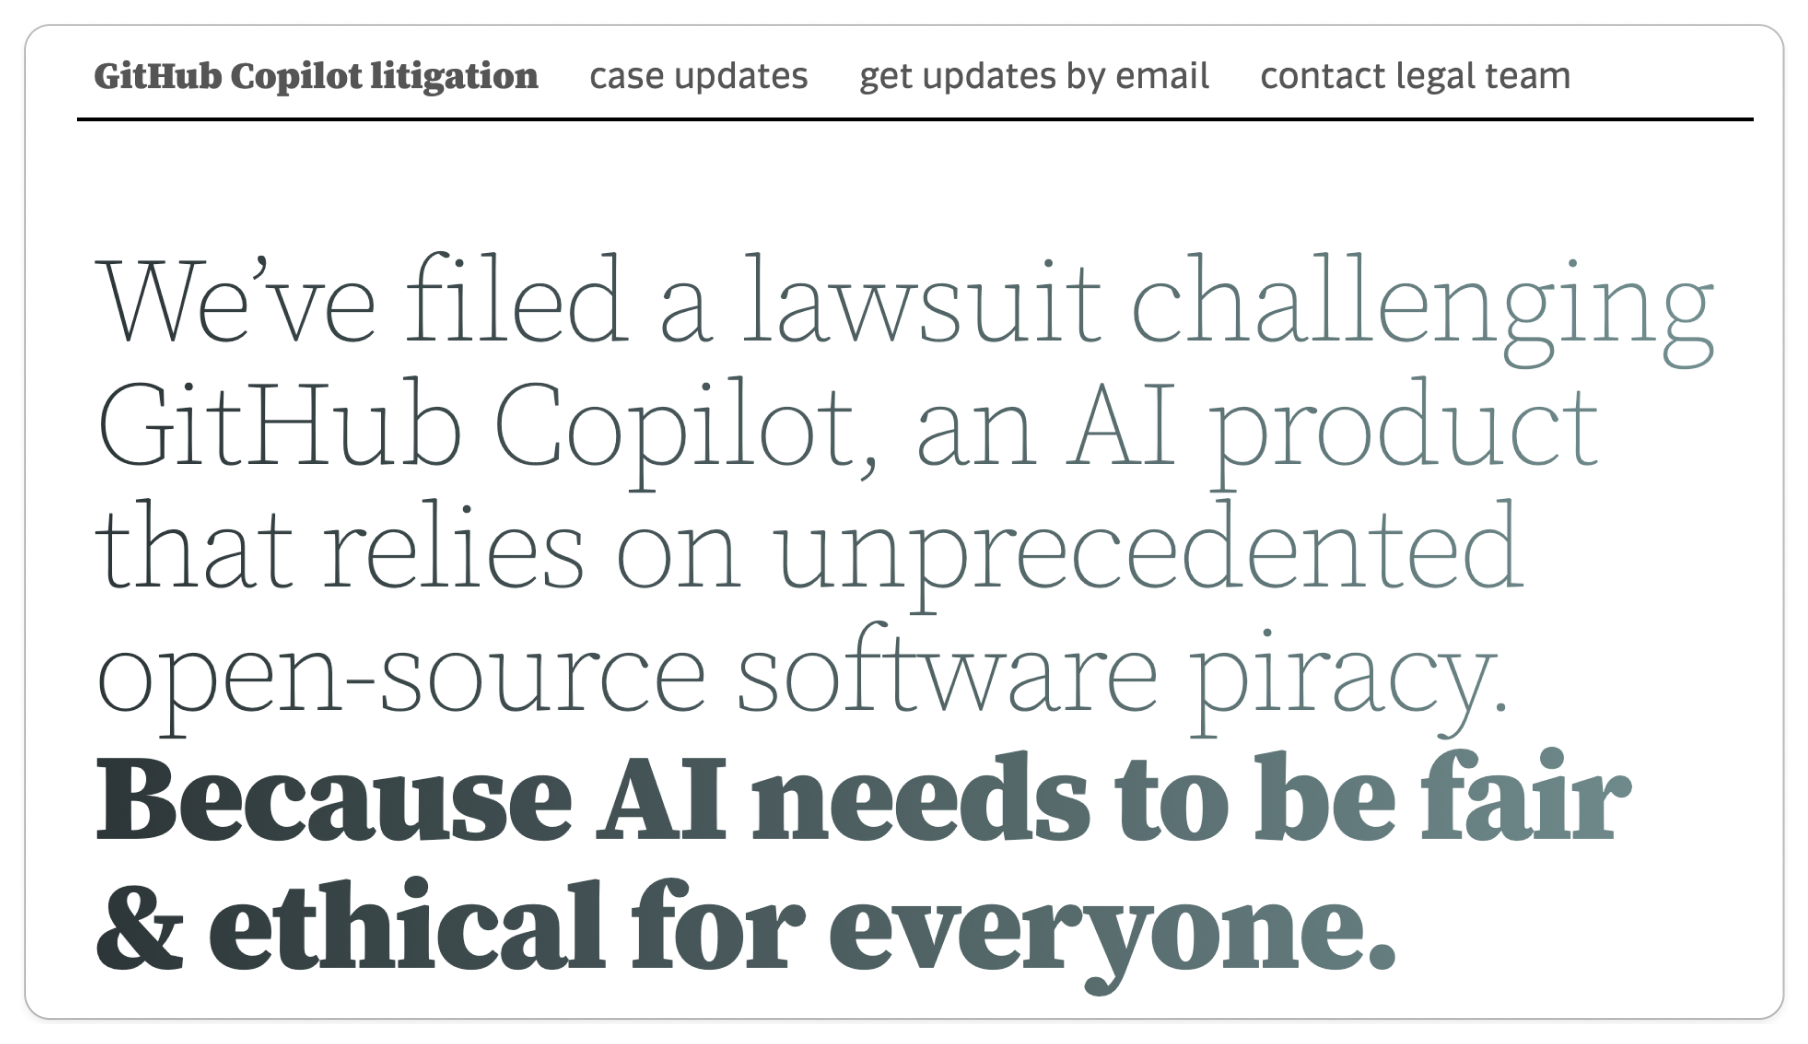 GitHub Copilot litigation case updates get updates by email contact legal team
We’ve filed a lawsuit challenging
GitHub Copilot, an AI product
that relies on unprecedented
open-source software piracy.
Because AI needs to be fair
& ethical for everyone.